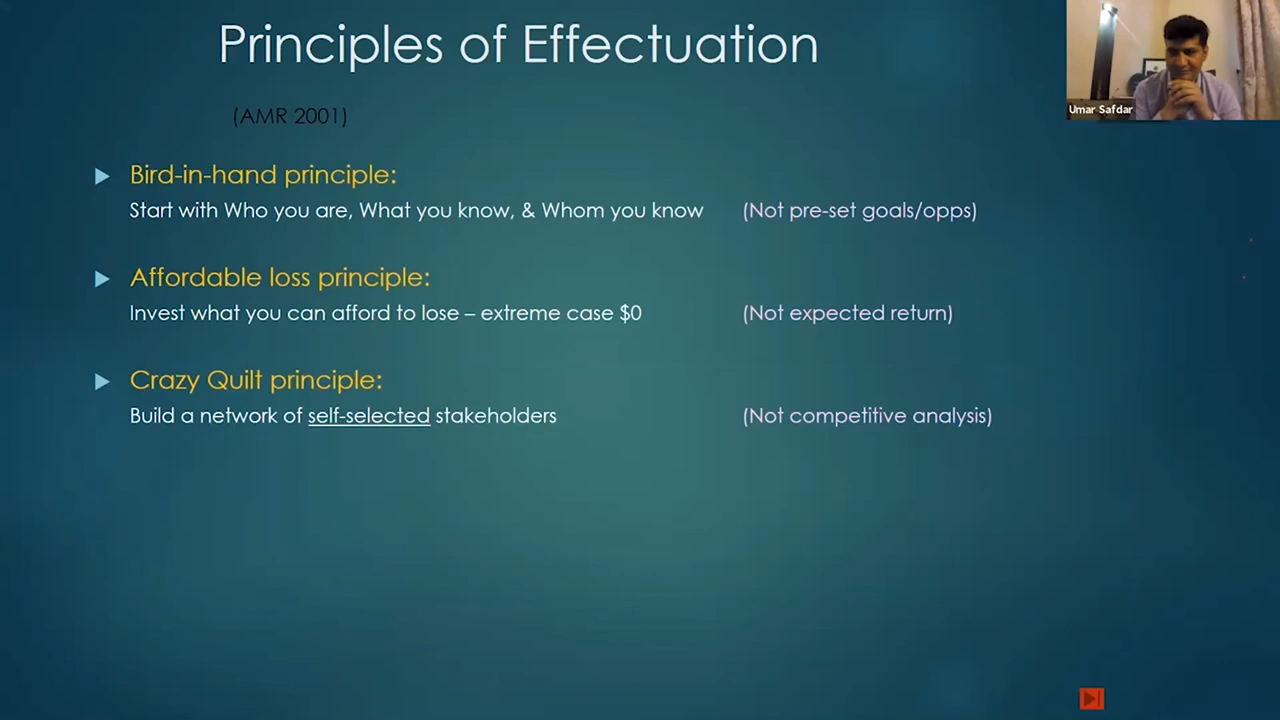 Principles of Effectuation
(AMR 2001)
Umar Safdar
Bird-in-hand principle:
Start with Who you are, What you know, & Whom you know (Not pre-set goals/opps)
Affordable loss principle:
Invest what you can afford to lose – extreme case $0 (Not expected return)
Crazy Quilt principle:
Build a network of self-selected stakeholders (Not competitive analysis)